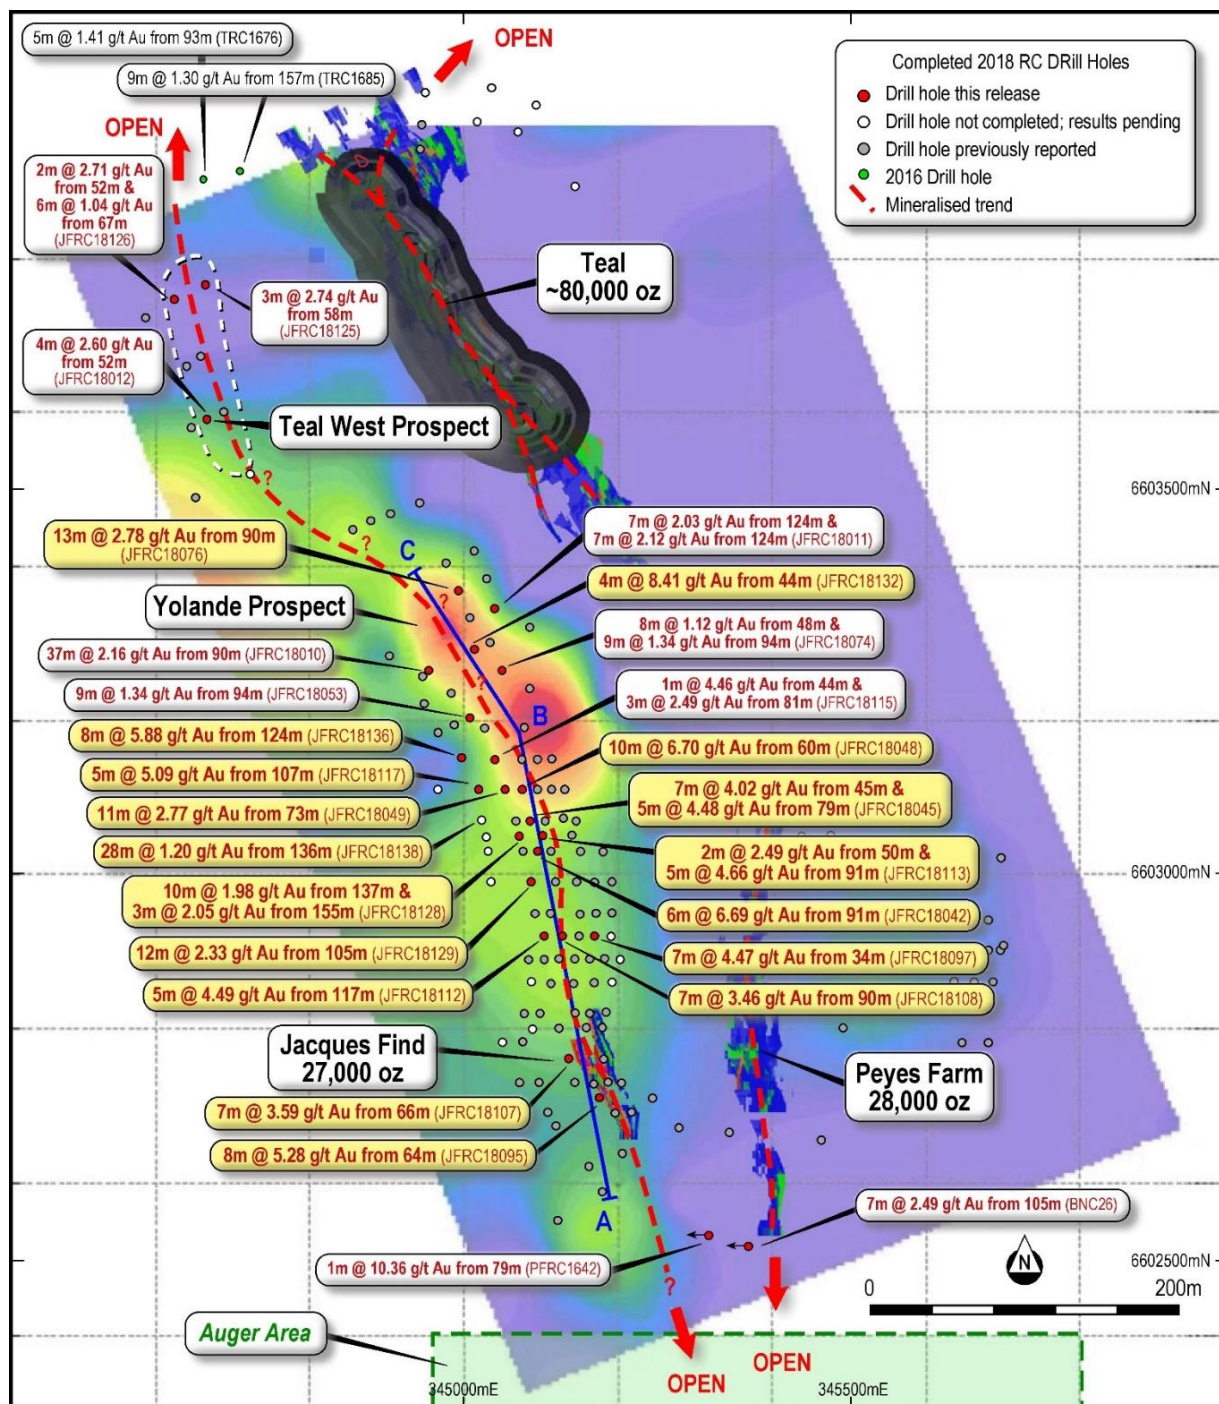 5m @ 1.41 g/t Au from 93m (TRC1676)
9m @ 1.30 g/t Au from 157m (TRC1685)
OPEN
OPEN
Completed 2018 RC DRill Holes
Drill hole this release
Drill hole not completed; results pending
Drill hole previously reported
2016 Drill hole
Mineralised trend
2m @ 2.71 g/t Au
from 52m &
6m @ 1.04 g/t Au
from 67m
(JFRC18126)
3m @ 2.74 g/t Au
from 58m
(JFRC18125)
4m @ 2.60 g/t Au
from 52m
(JFRC18012)
Teal
~80,000 oz
Teal West Prospect
?
6603500mN
13m @ 2.78 g/t Au from 90m
(JFRC18076)
?
C
?
7m @ 2.03 g/t Au from 124m &
7m @ 2.12 g/t Au from 124m (JFRC18011)
4m @ 8.41 g/t Au from 44m (JFRC18132)
Yolande Prospect
8m @ 1.12 g/t Au from 48m &
9m @ 1.34 g/t Au from 94m (JFRC18074)
37m @ 2.16 g/t Au from 90m (JFRC18010)
?
1m @ 4.46 g/t Au from 44m &
3m @ 2.49 g/t Au from 81m (JFRC18115)
9m @ 1.34 g/t Au from 94m (JFRC18053)
B
8m @ 5.88 g/t Au from 124m (JFRC18136)
10m @ 6.70 g/t Au from 60m (JFRC18048)
5m @ 5.09 g/t Au from 107m (JFRC18117)
7m @ 4.02 g/t Au from 45m &
5m @ 4.48 g/t Au from 79m (JFRC18045)
11m @ 2.77 g/t Au from 73m (JFRC18049)
28m @ 1.20 g/t Au from 136m (JFRC18138)
2m @ 2.49 g/t Au from 50m &
5m @ 4.66 g/t Au from 91m (JFRC18113)
6603000mN
10m @ 1.98 g/t Au from 137m &
3m @ 2.05 g/t Au from 155m (JFRC18128)
6m @ 6.69 g/t Au from 91m (JFRC18042)
12m @ 2.33 g/t Au from 105m (JFRC18129)
7m @ 4.47 g/t Au from 34m (JFRC18097)
5m @ 4.49 g/t Au from 117m (JFRC18112)
7m @ 3.46 g/t Au from 90m (JFRC18108)
Jacques Find
27,000 oz
Peyes Farm
28,000 oz
7m @ 3.59 g/t Au from 66m (JFRC18107)
8m @ 5.28 g/t Au from 64m (JFRC18095)
A
7m @ 2.49 g/t Au from 105m (BNC26)
1m @ 10.36 g/t Au from 79m (PFRC1642)
?
N
6602500mN
0
200m
Auger Area
OPEN
OPEN
345000mE
345500mE